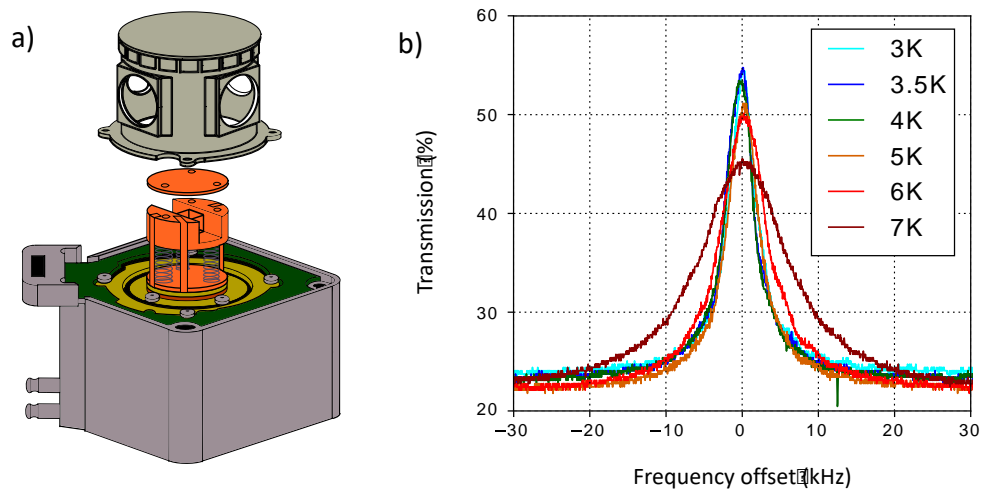 a)
b)
60
50
40
30
20
−30
−20
−10
0
10
20
30
Transmission (%)
Frequency offset (kHz)
3K
3.5K
4K
5K
6K
7K